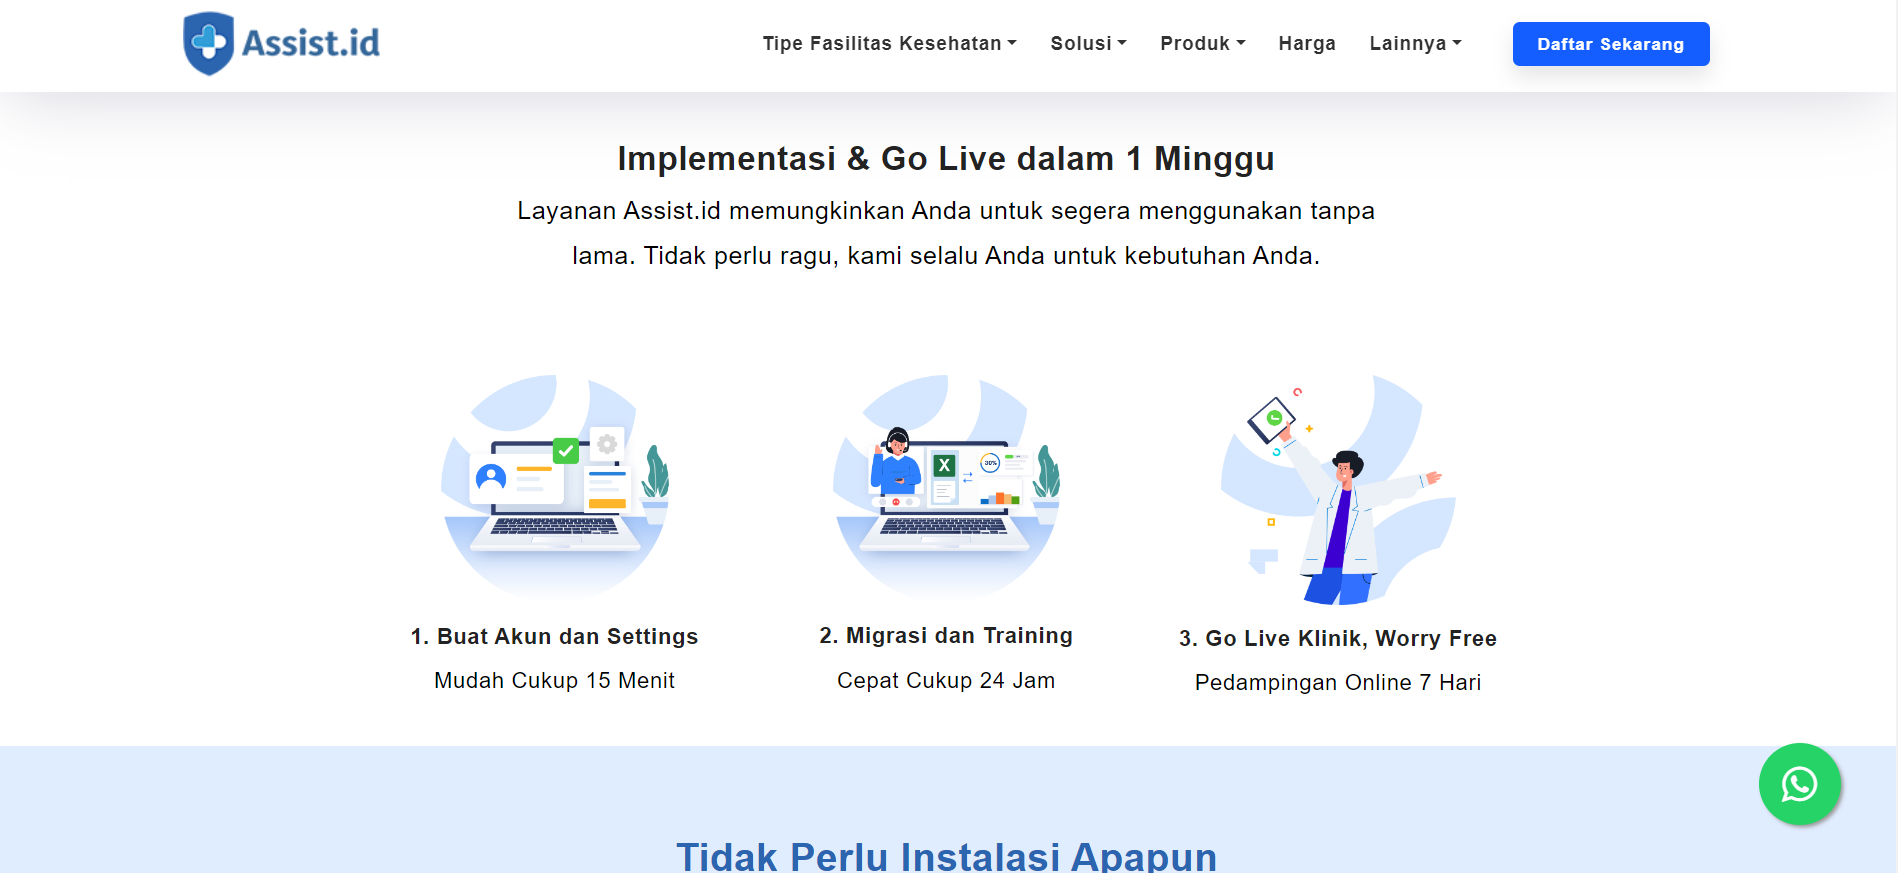 Assist.id
Tipe Fasilitas Kesehatan
Solusi
Produk
Harga
Lainnya
Daftar Sekarang
Implementasi & Go Live dalam 1 Minggu
Layanan Assist.id memungkinkan Anda untuk segera menggunakan tanpa
lama. Tidak perlu ragu, kami selalu Anda untuk kebutuhan Anda.
X
30%
1. Buat Akun dan Settings
Mudah Cukup 15 Menit
2. Migrasi dan Training
Cepat Cukup 24 Jam
3. Go Live Klinik, Worry Free
Pedampingan Online 7 Hari
Tidak Perlu Instalasi Apapun